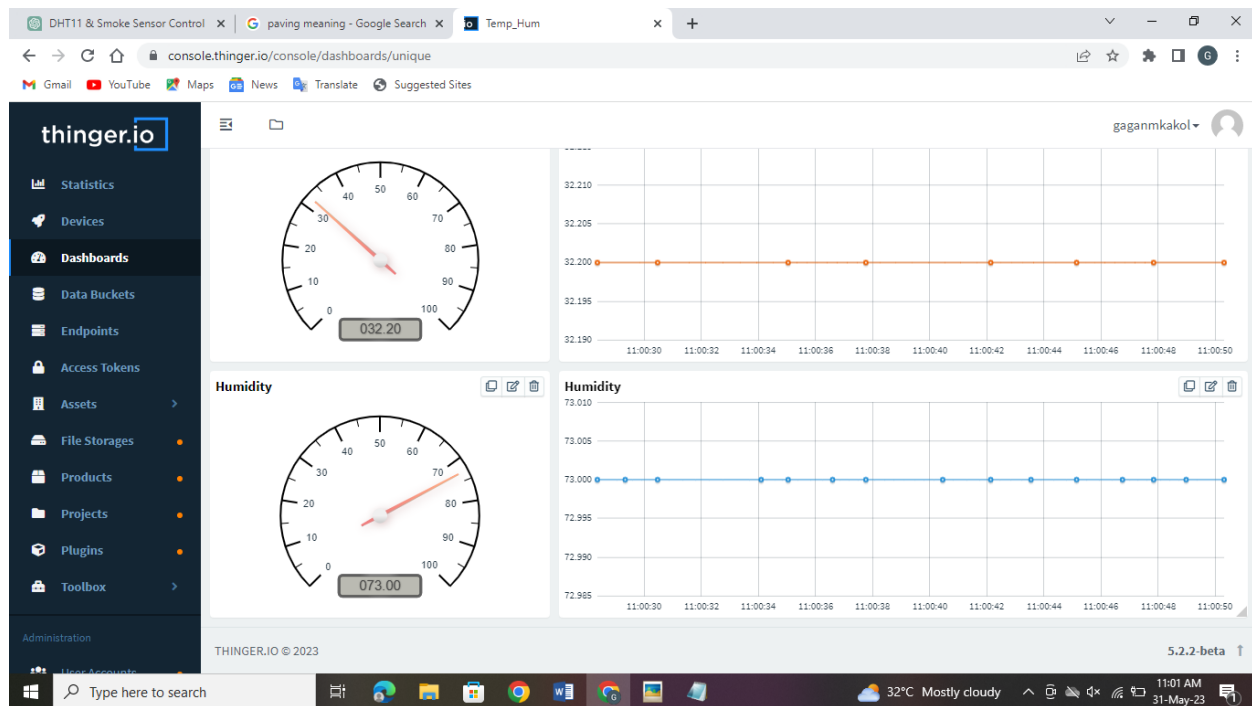 DHT11 & Smoke Sensor Control
paving meaning - Google Search
Temp_Hum
console.thinger.io/console/dashboards/unique
G
Gmail YouTube Maps News Translate Suggested Sites
thinger.io
gaganmkakol
Statistics
Devices
Dashboards
Data Buckets
Endpoints
Access Tokens
Assets
File Storages
Products
Projects
Plugins
Toolbox
Administration
0 10 20 30 40 50 60 70 80 90 100
032.20
32.210
32.205
32.200
32.195
32.190
11:00:30 11:00:32 11:00:34 11:00:36 11:00:38 11:00:40 11:00:42 11:00:44 11:00:46 11:00:48 11:00:50
Humidity
0 10 20 30 40 50 60 70 80 90 100
073.00
Humidity
73.010
73.005
73.000
72.995
72.990
72.985
11:00:30 11:00:32 11:00:34 11:00:36 11:00:38 11:00:40 11:00:42 11:00:44 11:00:46 11:00:48 11:00:50
THINGER.IO © 2023
5.2.2-beta
Type here to search
32°C Mostly cloudy
11:01 AM
31-May-23
1